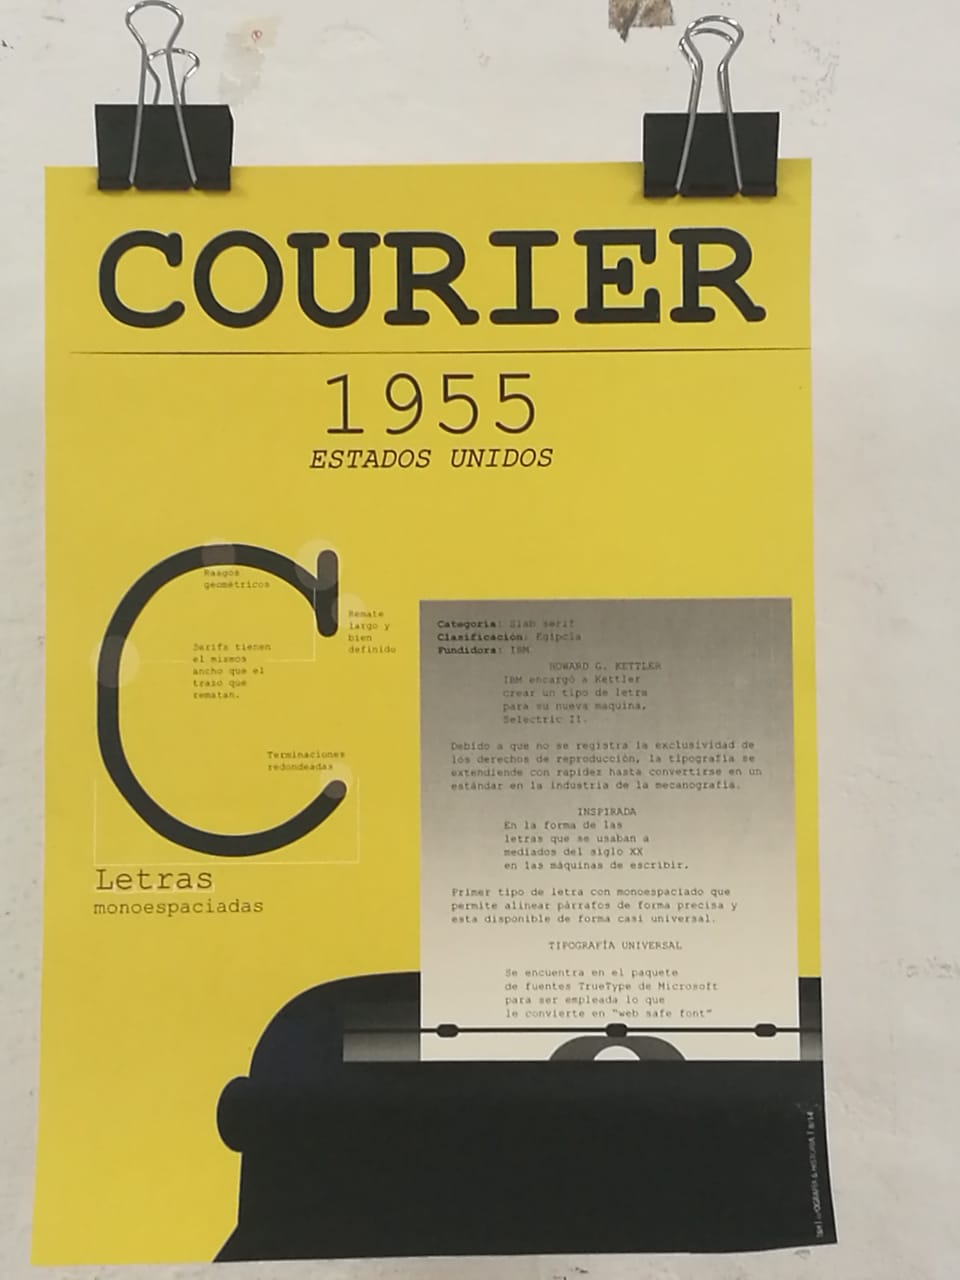 COURIER
1955
ESTADOS UNIDOS
Rasgos
geométricos
Remate
largo y
bien
definido
Serifs tienen
el mismos
ancho que el
trazo que
rematan.
Terminaciones
redondeadas
Letras
monoespaciadas
Categoría: Slab serif
Clasificación: Egipcia
Fundidora: IBM
HOWARD G. KETTLER
IBM encargó a Kettler
crear un tipo de letra
para su nueva maquina,
Selectric II.
Debido a que no se registra la exclusividad de
los derechos de reproducción, la tipografía se
extendiende con rapidez hasta convertirse en un
estándar en la industria de la mecanografía.
INSPIRADA
En la forma de las
letras que se usaban a
mediados del siglo XX
en las máquinas de escribir.
Primer tipo de letra con monoespaciado que
permite alinear párrafos de forma precisa y
esta disponible de forma casi universal.
TIPOGRAFÍA UNIVERSAL
Se encuentra en el paquete
de fuentes TrueType de Microsoft
para ser empleada lo que
le convierte en "web safe font"
& HISTORIA